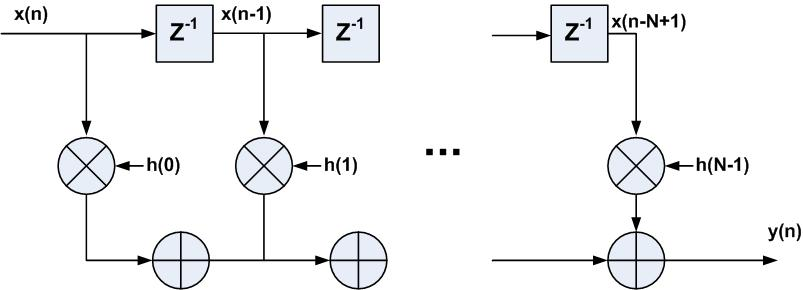 x(n)
Z-1
x(n-1)
Z-1
Z-1
x(n-N+1)
h(0)
h(1)
...
h(N-1)
y(n)